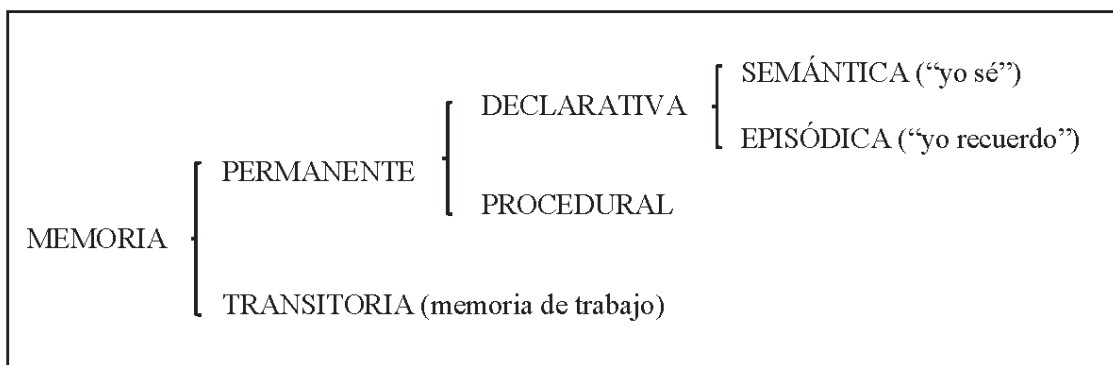 SEMÁNTICA (“yo sé”)
DECLARATIVA
EPISÓDICA (“yo recuerdo”)
PERMANENTE
PROCEDURAL
MEMORIA
TRANSITORIA (memoria de trabajo)